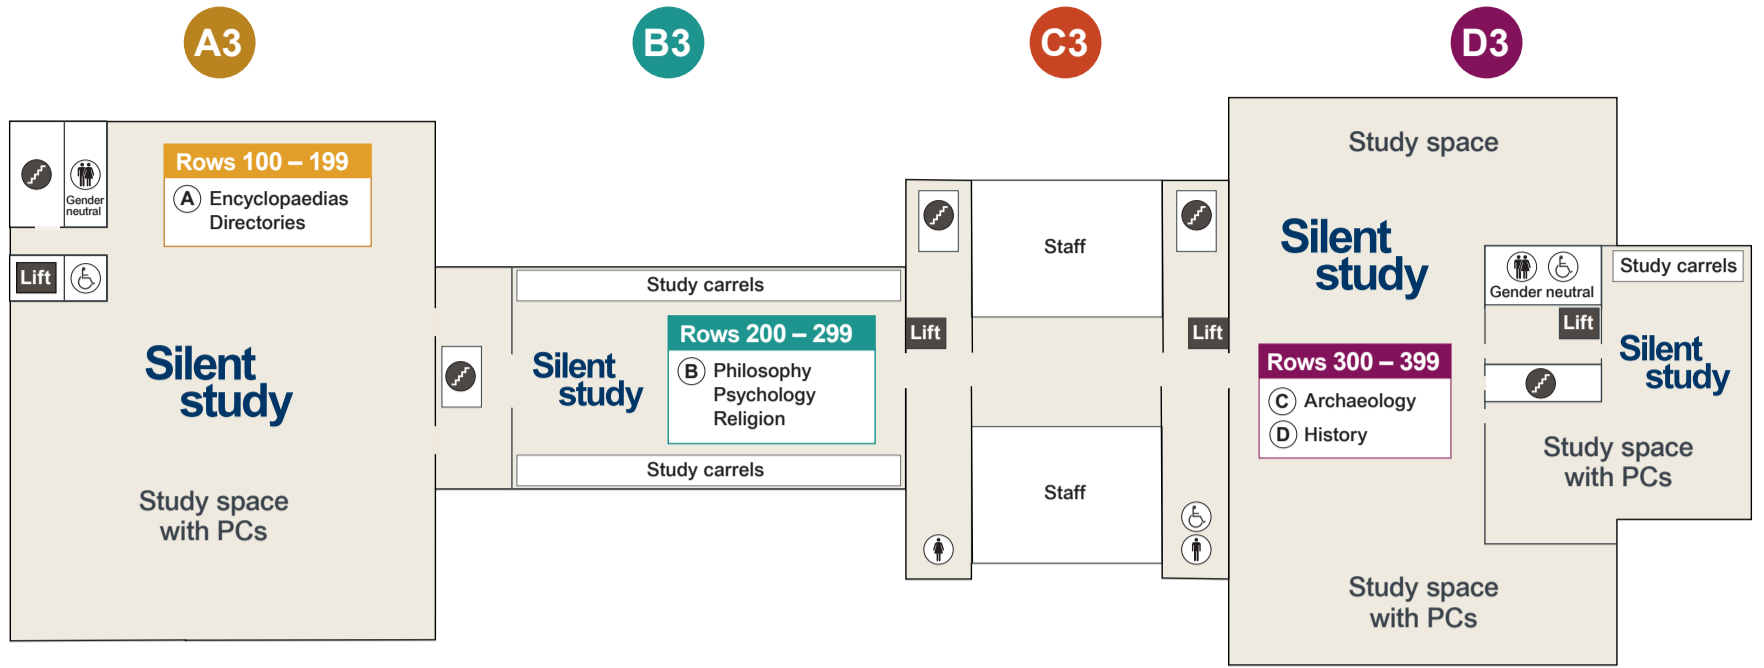 A3
B3
C3
D3
Gender
neutral
Lift
Rows 100 – 199
A Encyclopaedias
Directories
Silent
study
Study space
with PCs
Study carrels
Silent
study
Rows 200 – 299
B Philosophy
Psychology
Religion
Study carrels
Staff
Lift
Lift
Staff
Study space
Silent
study
Rows 300 – 399
C Archaeology
D History
Gender neutral
Lift
Study carrels
Silent
study
Study space
with PCs
Study space
with PCs